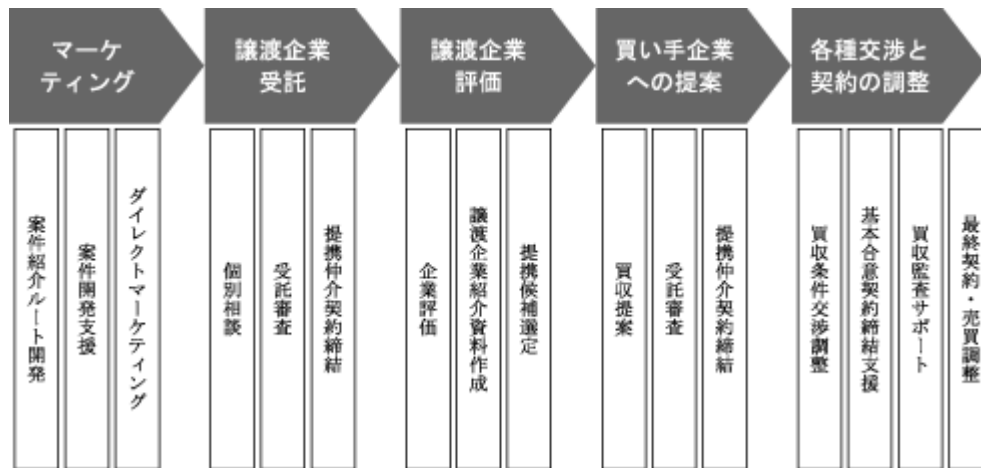 マーケ
ティング
譲渡企業
受託
譲渡企業
評価
買い手企業
への提案
各種交渉と
契約の調整
案件紹介ルート開発
案件開発支援
ダイレクトマーケティング
個別相談
受託審査
提携仲介契約締結
企業評価
譲渡企業紹介資料作成
提携候補選定
買収提案
受託審査
提携仲介契約締結
買収条件交渉調整
基本合意契約締結支援
買収監査サポート
最終契約・売買調整